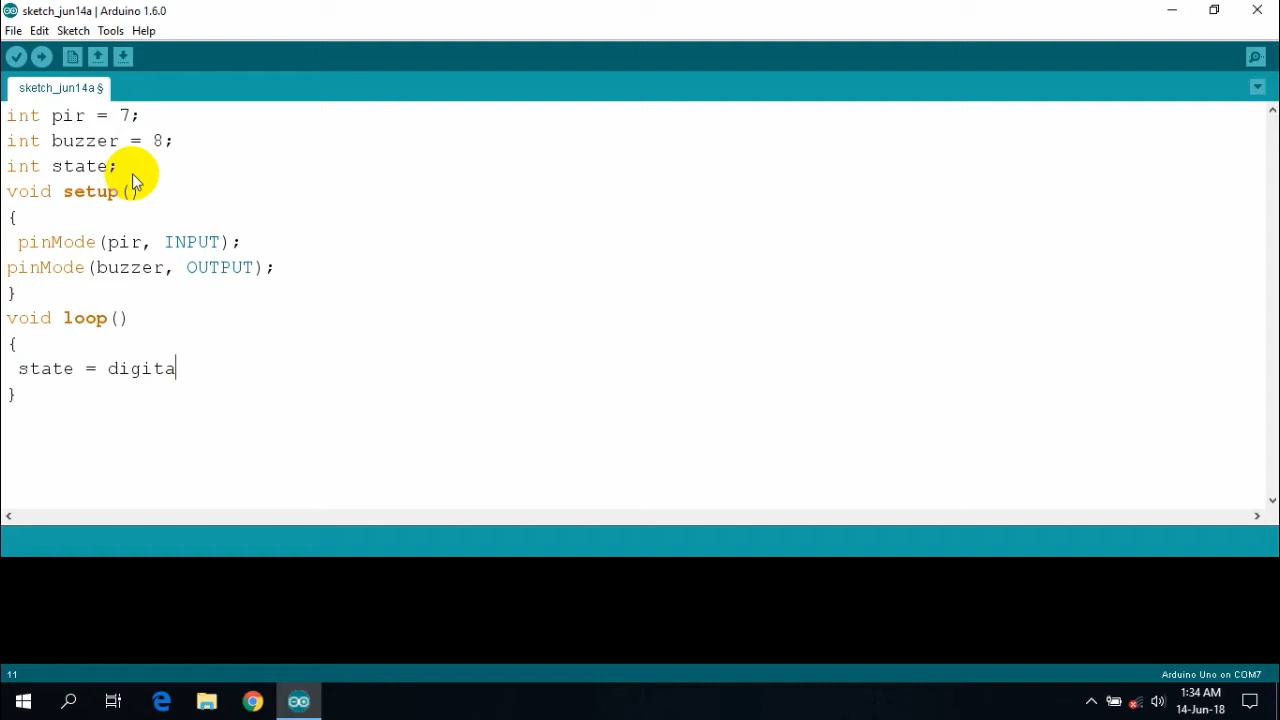 sketch_jun14a | Arduino 1.6.0
File Edit Sketch Tools Help
sketch_jun14a §
int pir = 7;
int buzzer = 8;
int state;
void setup()
{
pinMode(pir, INPUT);
pinMode(buzzer, OUTPUT);
}
void loop()
{
state = digita
}
11
Arduino Uno on COM7
1:34 AM
14-Jun-18